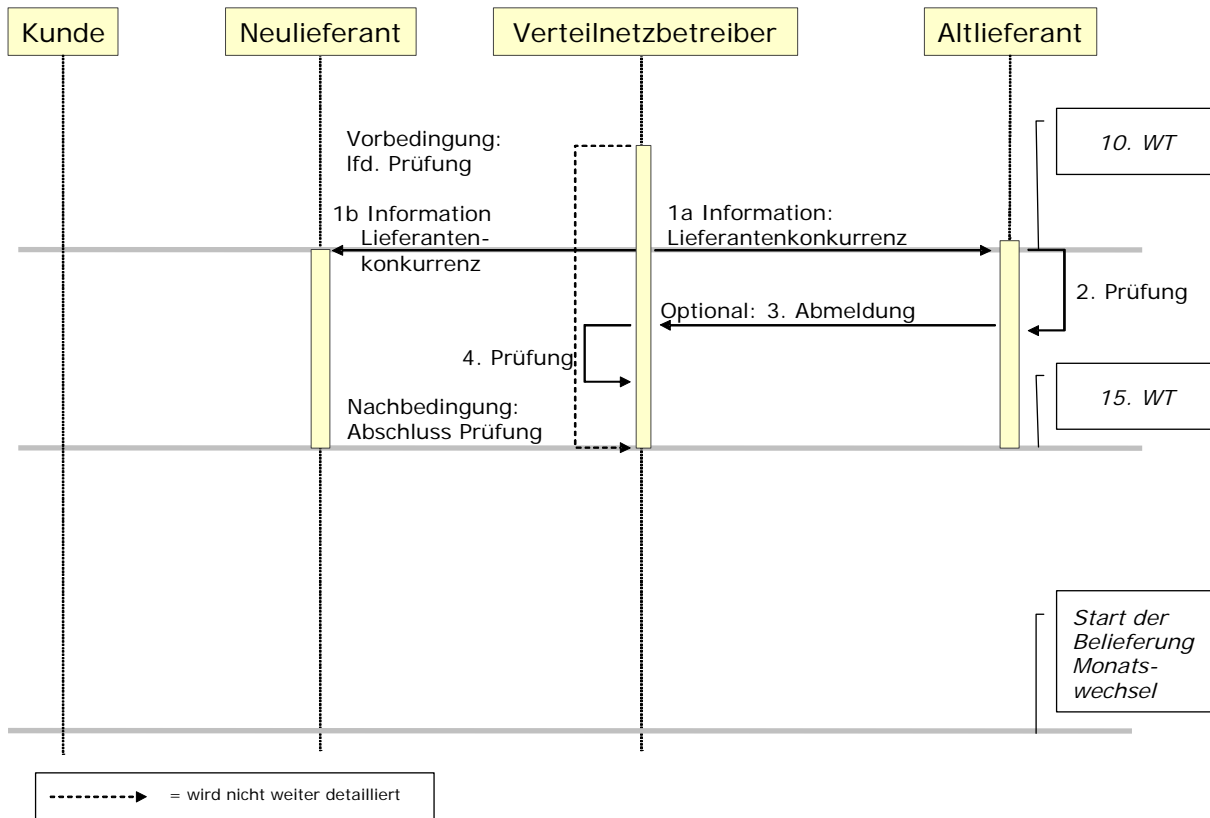 Kunde
Neulieferant
Verteilnetzbetreiber
Altlieferant
Vorbedingung:
lfd. Prüfung
10. WT
1b Information
Lieferanten-
konkurrenz
1a Information:
Lieferantenkonkurrenz
2. Prüfung
Optional: 3. Abmeldung
4. Prüfung
15. WT
Nachbedingung:
Abschluss Prüfung
Start der
Belieferung
Monats-
wechsel
= wird nicht weiter detailliert